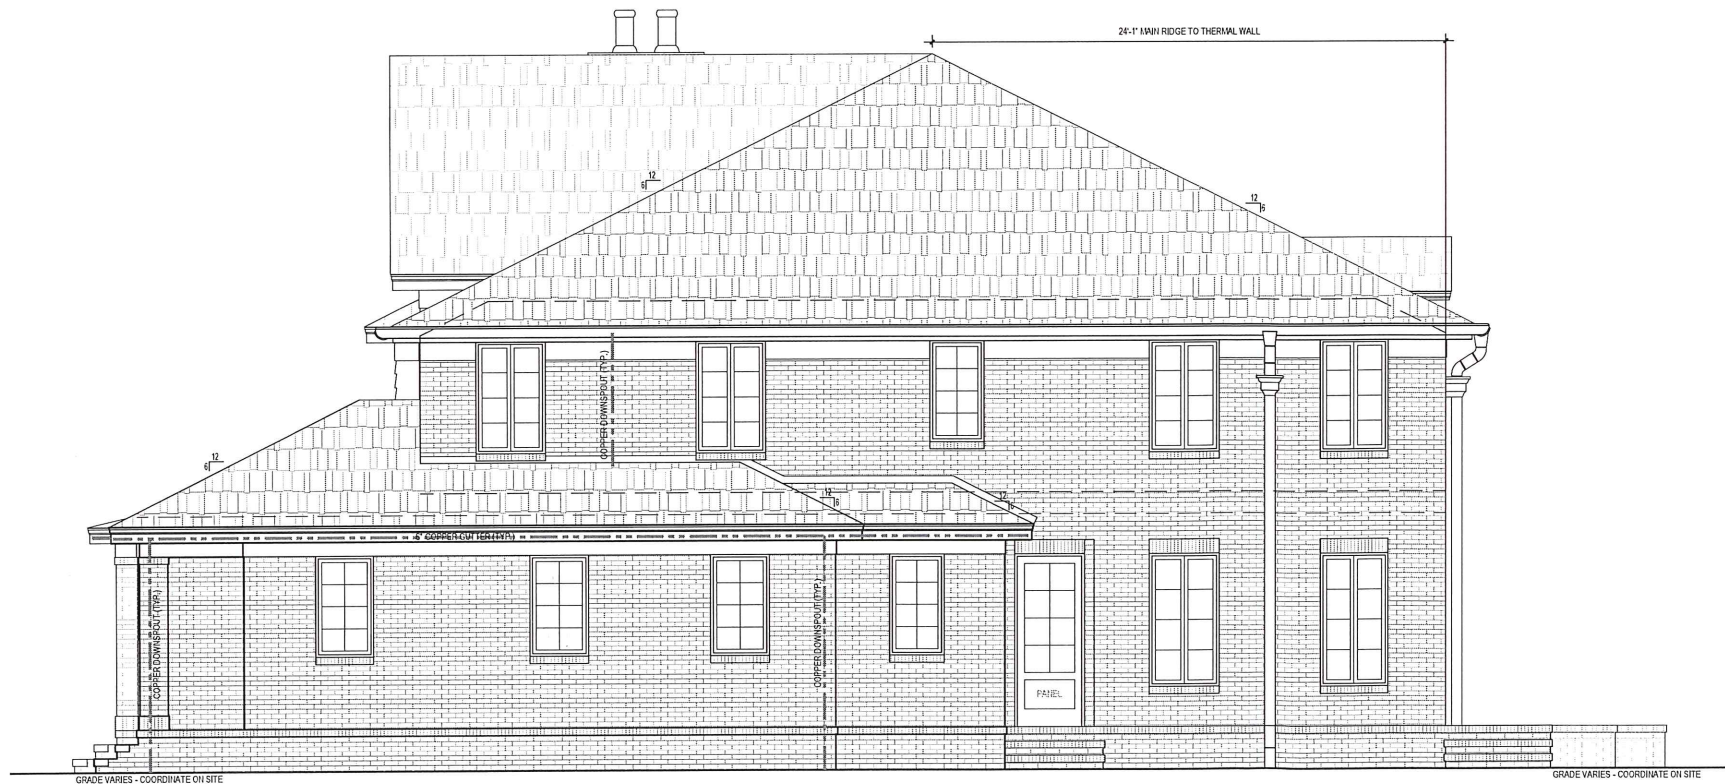 24'-1" MAIN RIDGE TO THERMAL WALL
12
6
12
6
COPPER DOWNSPOUT (TYP.)
12
6
12
6
12
6
6" COPPER GUTTER (TYP.)
COPPER DOWNSPOUT (TYP.)
COPPER DOWNSPOUT (TYP.)
PANEL
GRADE VARIES - COORDINATE ON SITE
GRADE VARIES - COORDINATE ON SITE